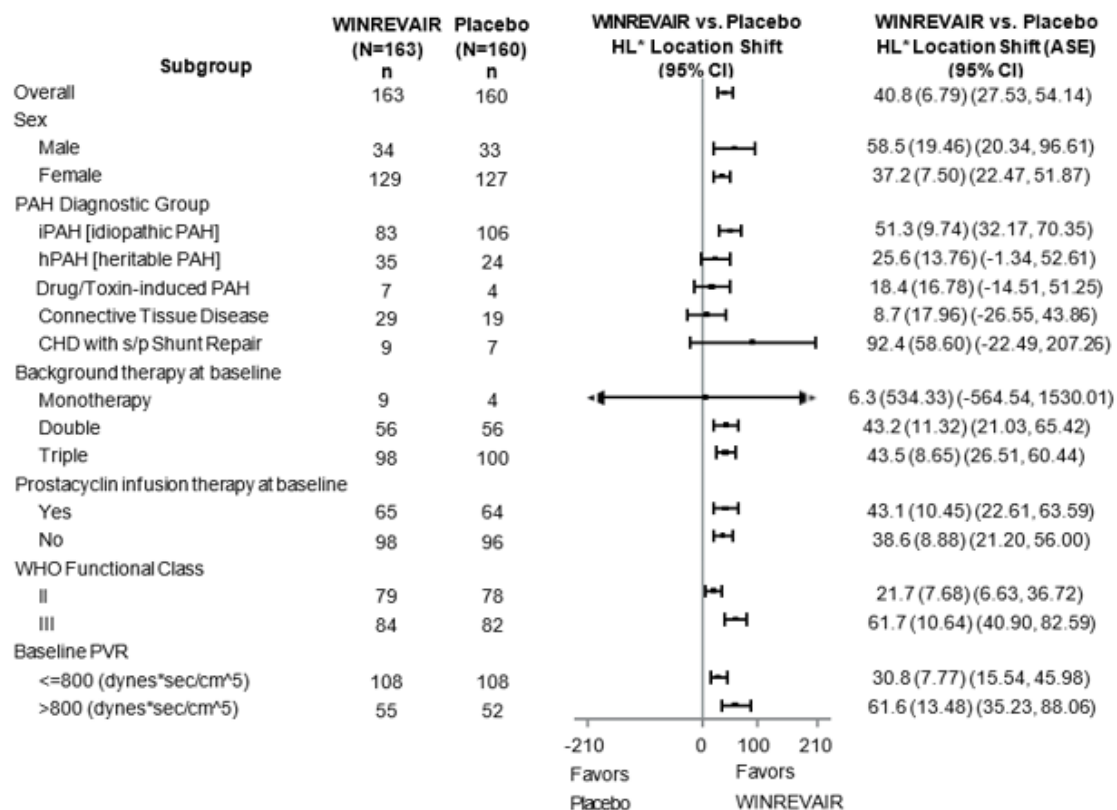 Subgroup WINREVAIR (N=163) n Placebo (N=160) n WINREVAIR vs. Placebo HL* Location Shift (95% CI) WINREVAIR vs. Placebo HL* Location Shift (ASE) (95% CI)
Overall 163 160 40.8 (6.79) (27.53, 54.14)
Sex
Male 34 33 58.5 (19.46) (20.34, 96.61)
Female 129 127 37.2 (7.50) (22.47, 51.87)
PAH Diagnostic Group
iPAH [idiopathic PAH] 83 106 51.3 (9.74) (32.17, 70.35)
hPAH [heritable PAH] 35 24 25.6 (13.76) (-1.34, 52.61)
Drug/Toxin-induced PAH 7 4 18.4 (16.78) (-14.51, 51.25)
Connective Tissue Disease 29 19 8.7 (17.96) (-26.55, 43.86)
CHD with s/p Shunt Repair 9 7 92.4 (58.60) (-22.49, 207.26)
Background therapy at baseline
Monotherapy 9 4 6.3 (534.33) (-564.54, 1530.01)
Double 56 56 43.2 (11.32) (21.03, 65.42)
Triple 98 100 43.5 (8.65) (26.51, 60.44)
Prostacyclin infusion therapy at baseline
Yes 65 64 43.1 (10.45) (22.61, 63.59)
No 98 96 38.6 (8.88) (21.20, 56.00)
WHO Functional Class
II 79 78 21.7 (7.68) (6.63, 36.72)
III 84 82 61.7 (10.64) (40.90, 82.59)
Baseline PVR
<=800 (dynes*sec/cm^5) 108 108 30.8 (7.77) (15.54, 45.98)
>800 (dynes*sec/cm^5) 55 52 61.6 (13.48) (35.23, 88.06)
-210 0 100 210
Favors Favors
Placebo WINREVAIR